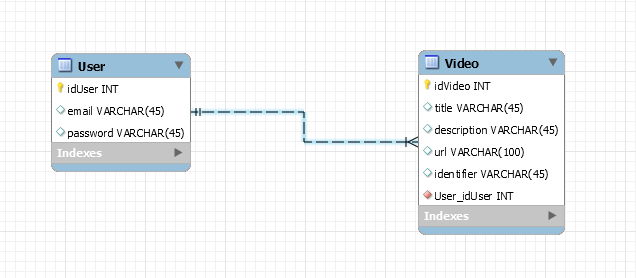 User
idUser INT
email VARCHAR(45)
password VARCHAR(45)
Indexes
Video
idVideo INT
title VARCHAR(45)
description VARCHAR(45)
url VARCHAR(100)
identifier VARCHAR(45)
User_idUser INT
Indexes